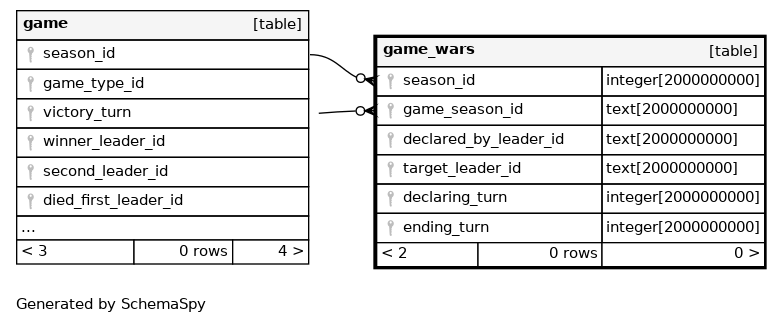 game [table]
season_id
game_type_id
victory_turn
winner_leader_id
second_leader_id
died_first_leader_id
...
< 3 0 rows 4 >
game_wars [table]
season_id integer[2000000000]
game_season_id text[2000000000]
declared_by_leader_id text[2000000000]
target_leader_id text[2000000000]
declaring_turn integer[2000000000]
ending_turn integer[2000000000]
< 2 0 rows 0 >
Generated by SchemaSpy